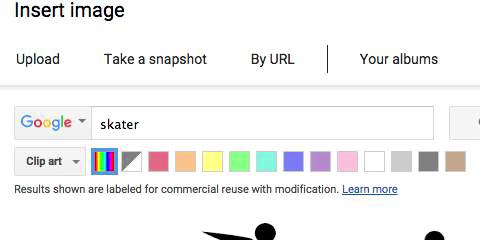 Insert image
Upload Take a snapshot By URL Your albums
Google skater
Clip art
Results shown are labeled for commercial reuse with modification. Learn more